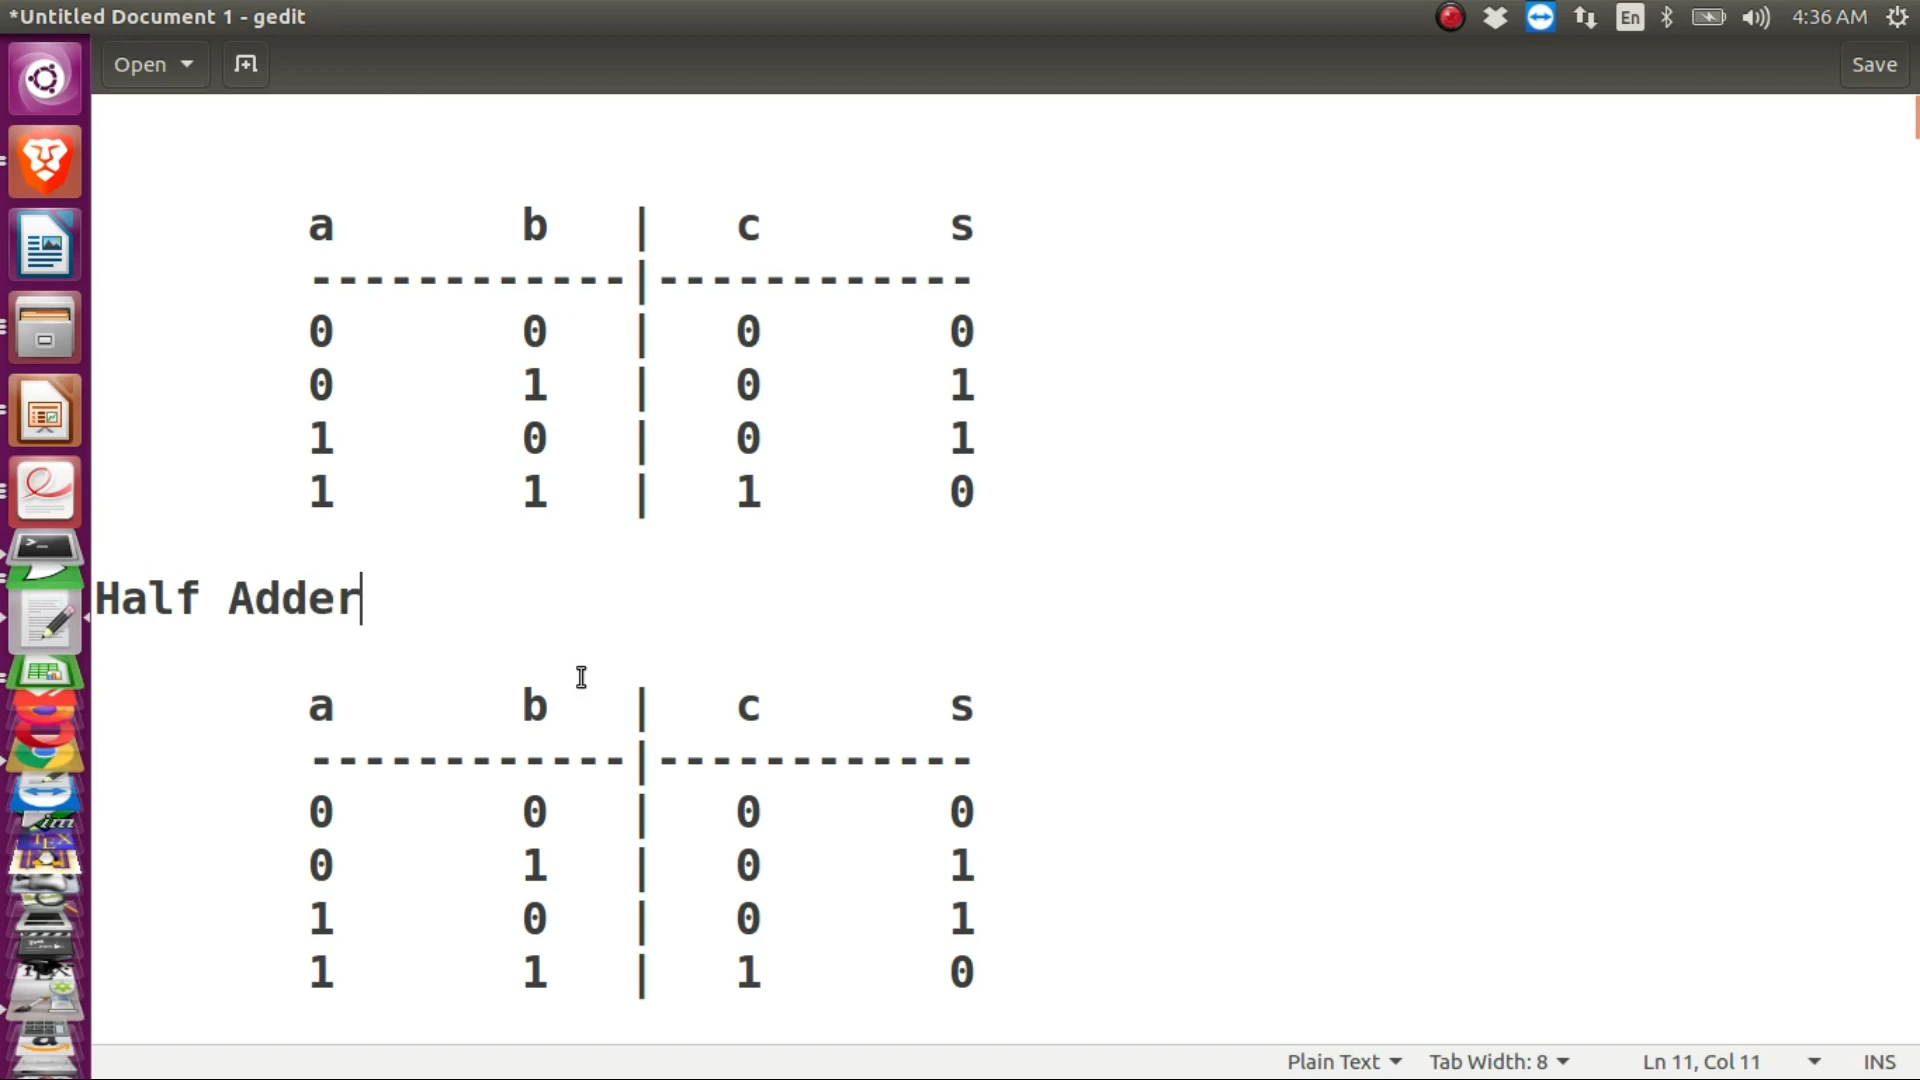 *Untitled Document 1 - gedit
En
4:36 AM
Open
Save
a b | c s
------------|------------
0 0 | 0 0
0 1 | 0 1
1 0 | 0 1
1 1 | 1 0
Half Adder
a b | c s
------------|------------
0 0 | 0 0
0 1 | 0 1
1 0 | 0 1
1 1 | 1 0
Plain Text Tab Width: 8 Ln 11, Col 11 INS